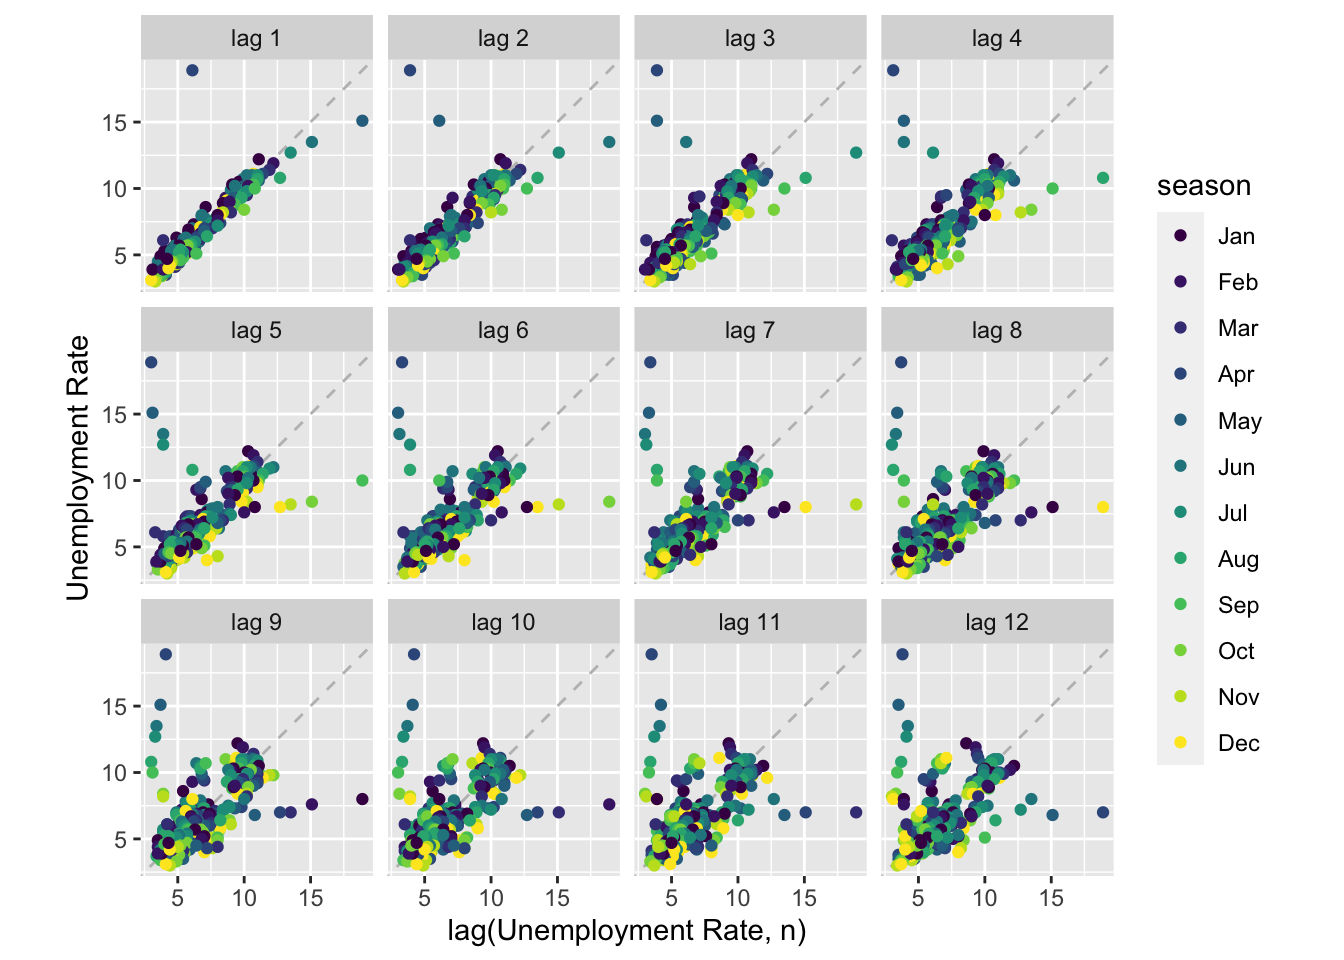 lag 1
lag 2
lag 3
lag 4
15
10
5
lag 5
lag 6
lag 7
lag 8
15
10
5
lag 9
lag 10
lag 11
lag 12
15
10
5
5 10 15
5 10 15
5 10 15
5 10 15
lag(Unemployment Rate, n)
Unemployment Rate
season
Jan
Feb
Mar
Apr
May
Jun
Jul
Aug
Sep
Oct
Nov
Dec